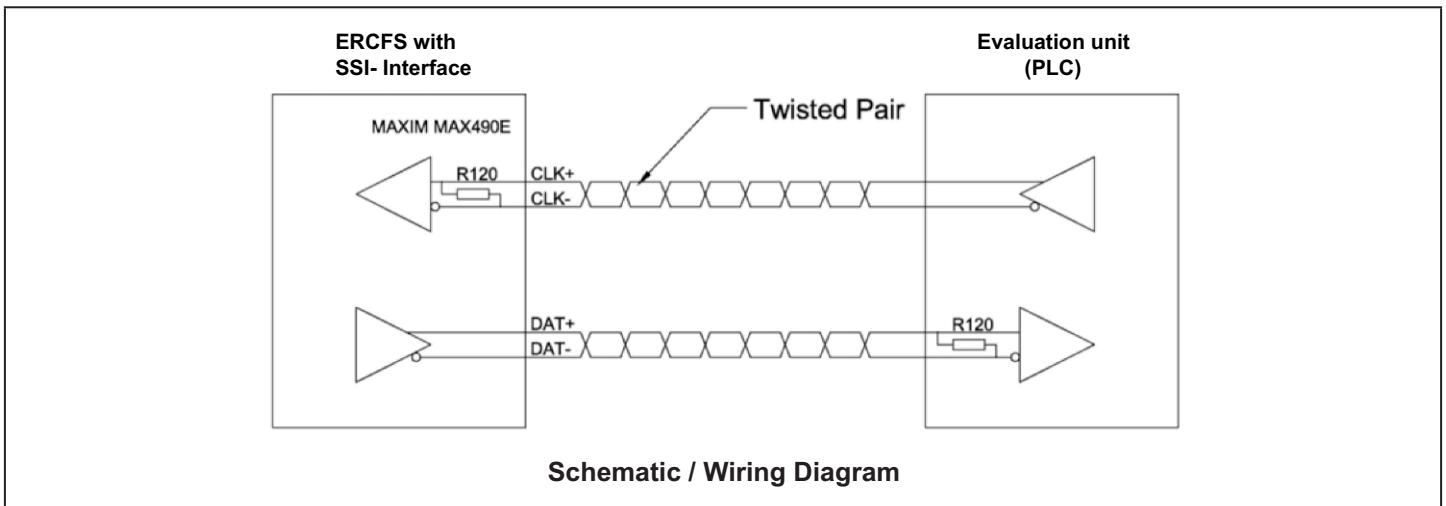 ERCFS with
SSI- Interface
Evaluation unit
(PLC)
MAXIM MAX490E
Twisted Pair
R120
CLK+
CLK-
DAT+
DAT-
R120
Schematic / Wiring Diagram